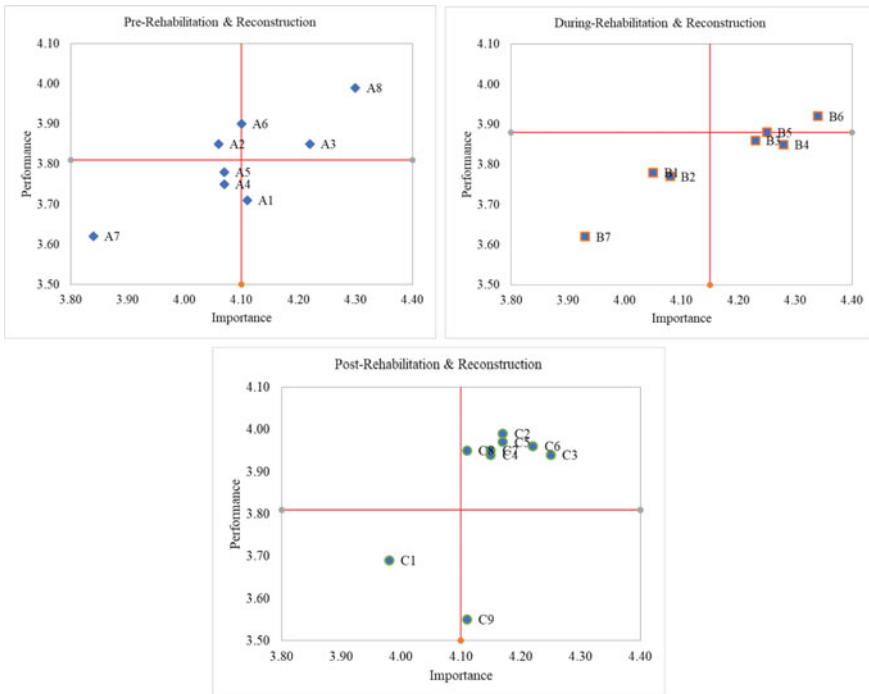 Pre-Rehabilitation & Reconstruction
4.10
4.00
3.90
3.80
3.70
3.60
3.50
Performance
A8
A6
A2
A3
A5
A4
A1
A7
3.80 3.90 4.00 4.10 4.20 4.30 4.40
Importance
During-Rehabilitation & Reconstruction
4.10
4.00
3.90
3.80
3.70
3.60
3.50
Performance
B6
B5
B3
B4
B1
B2
B7
3.80 3.90 4.00 4.10 4.20 4.30 4.40
Importance
Post-Rehabilitation & Reconstruction
4.10
4.00
3.90
3.80
3.70
3.60
3.50
Performance
C2
C5
C6
C8
C7
C4
C3
C1
C9
3.80 3.90 4.00 4.10 4.20 4.30 4.40
Importance